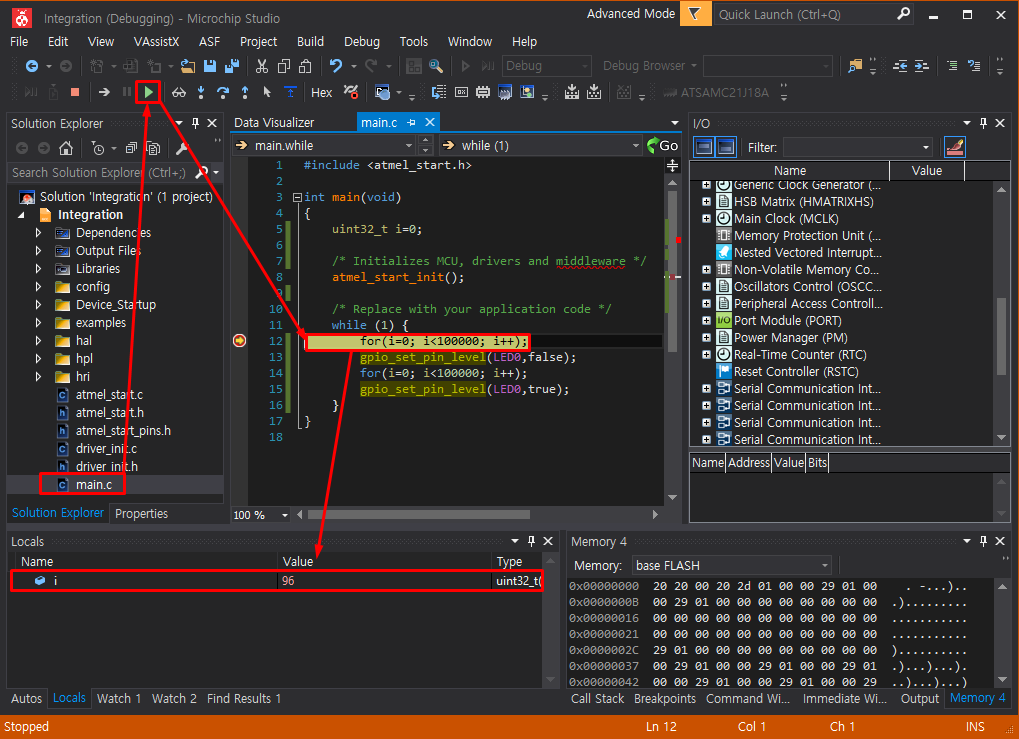 Integration (Debugging) - Microchip Studio
Advanced Mode
Quick Launch (Ctrl+Q)
File Edit View VAssistX ASF Project Build Debug Tools Window Help
Debug
Debug Browser
Hex
ATSAMC21J18A
Solution Explorer
Search Solution Explorer (Ctrl+;)
Solution 'Integration' (1 project)
Integration
Dependencies
Output Files
Libraries
config
Device_Startup
examples
hal
hpl
hri
atmel_start.c
atmel_start.h
atmel_start_pins.h
driver_init.c
driver_init.h
main.c
Solution Explorer Properties
Data Visualizer main.c
main.while while (1) Go
1 #include <atmel_start.h>
2
3 int main(void)
4 {
5 uint32_t i=0;
6
7 /* Initializes MCU, drivers and middleware */
8 atmel_start_init();
9
10 /* Replace with your application code */
11 while (1) {
12 for(i=0; i<100000; i++);
13 gpio_set_pin_level(LED0,false);
14 for(i=0; i<100000; i++);
15 gpio_set_pin_level(LED0,true);
16 }
17 }
18
100 %
I/O
Filter:
Name Value
Generic Clock Generator (...
HSB Matrix (HMATRIXHS)
Main Clock (MCLK)
Memory Protection Unit (...
Nested Vectored Interrupt...
Non-Volatile Memory Co...
Oscillators Control (OSCC...
Peripheral Access Controll...
I/O Port Module (PORT)
Power Manager (PM)
Real-Time Counter (RTC)
Reset Controller (RSTC)
Serial Communication Int...
Serial Communication Int...
Serial Communication Int...
Serial Communication Int...
Name Address Value Bits
Locals
Name Value Type
i 96 uint32_t(
Autos Locals Watch 1 Watch 2 Find Results 1
Memory 4
Memory: base FLASH
0x00000000 20 20 00 20 2d 01 00 00 29 01 00 . -...)..
0x0000000B 00 29 01 00 00 00 00 00 00 00 00 .).........
0x00000016 00 00 00 00 00 00 00 00 00 00 00 ...........
0x00000021 00 00 00 00 00 00 00 00 00 00 00 ...........
0x0000002C 29 01 00 00 00 00 00 00 00 00 00 )..........
0x00000037 00 29 01 00 00 29 01 00 00 29 01 .)...)...).
0x00000042 00 00 29 01 00 00 29 01 00 00 29 ..)...)...)
Call Stack Breakpoints Command Wi... Immediate Wi... Output Memory 4
Stopped Ln 12 Col 1 Ch 1 INS